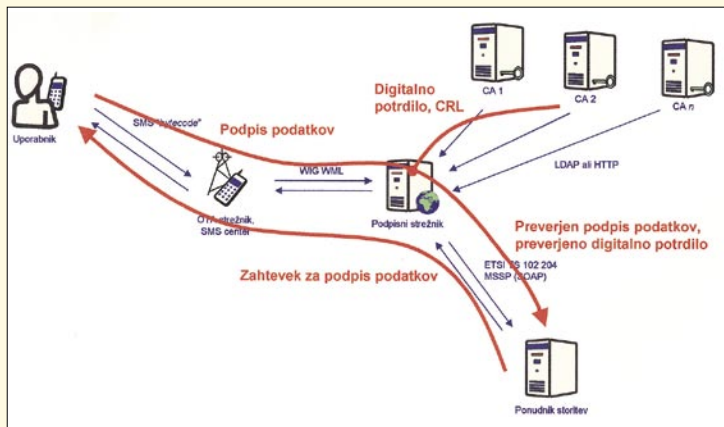 CA 1
CA 2
CA n
Digitalno
potrdilo, CRL
Uporabnik
SMS "bytecode"
Podpis podatkov
LDAP ali HTTP
WIG WML
OTA strežnik,
SMS center
Podpisni strežnik
Preverjen podpis podatkov,
preverjeno digitalno potrdilo
Zahtevek za podpis podatkov
ETSI TS 102 204
MSSP (SOAP)
Ponudnik storitev